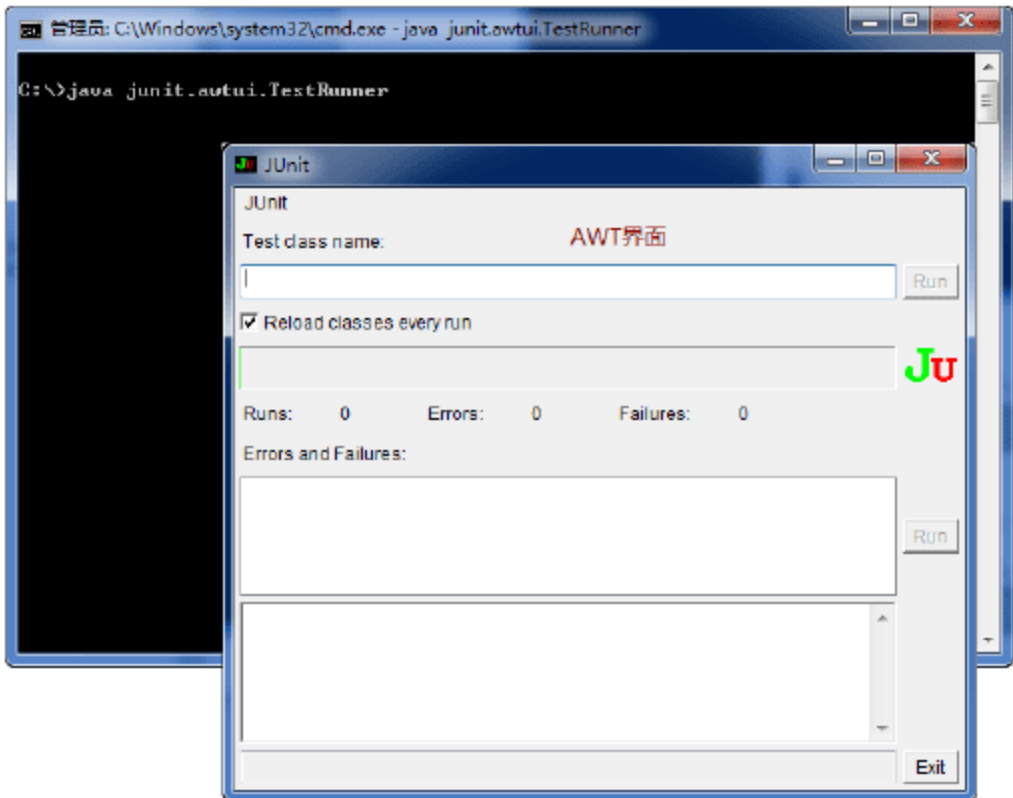 管理员: C:\Windows\system32\cmd.exe - java  junit.awtui.TestRunner
C:\>java junit.awtui.TestRunner
JU JUnit
JUnit
Test class name:
AWT界面
Run
Reload classes every run
JU
Runs: 0 Errors: 0 Failures: 0
Errors and Failures:
Run
Exit